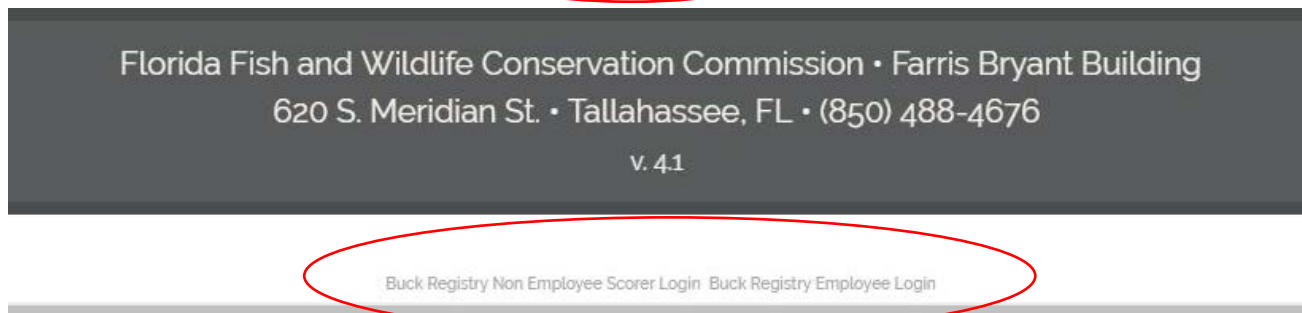 Florida Fish and Wildlife Conservation Commission • Farris Bryant Building
620 S. Meridian St. • Tallahassee, FL • (850) 488-4676
v. 4.1
Buck Registry Non Employee Scorer Login Buck Registry Employee Login